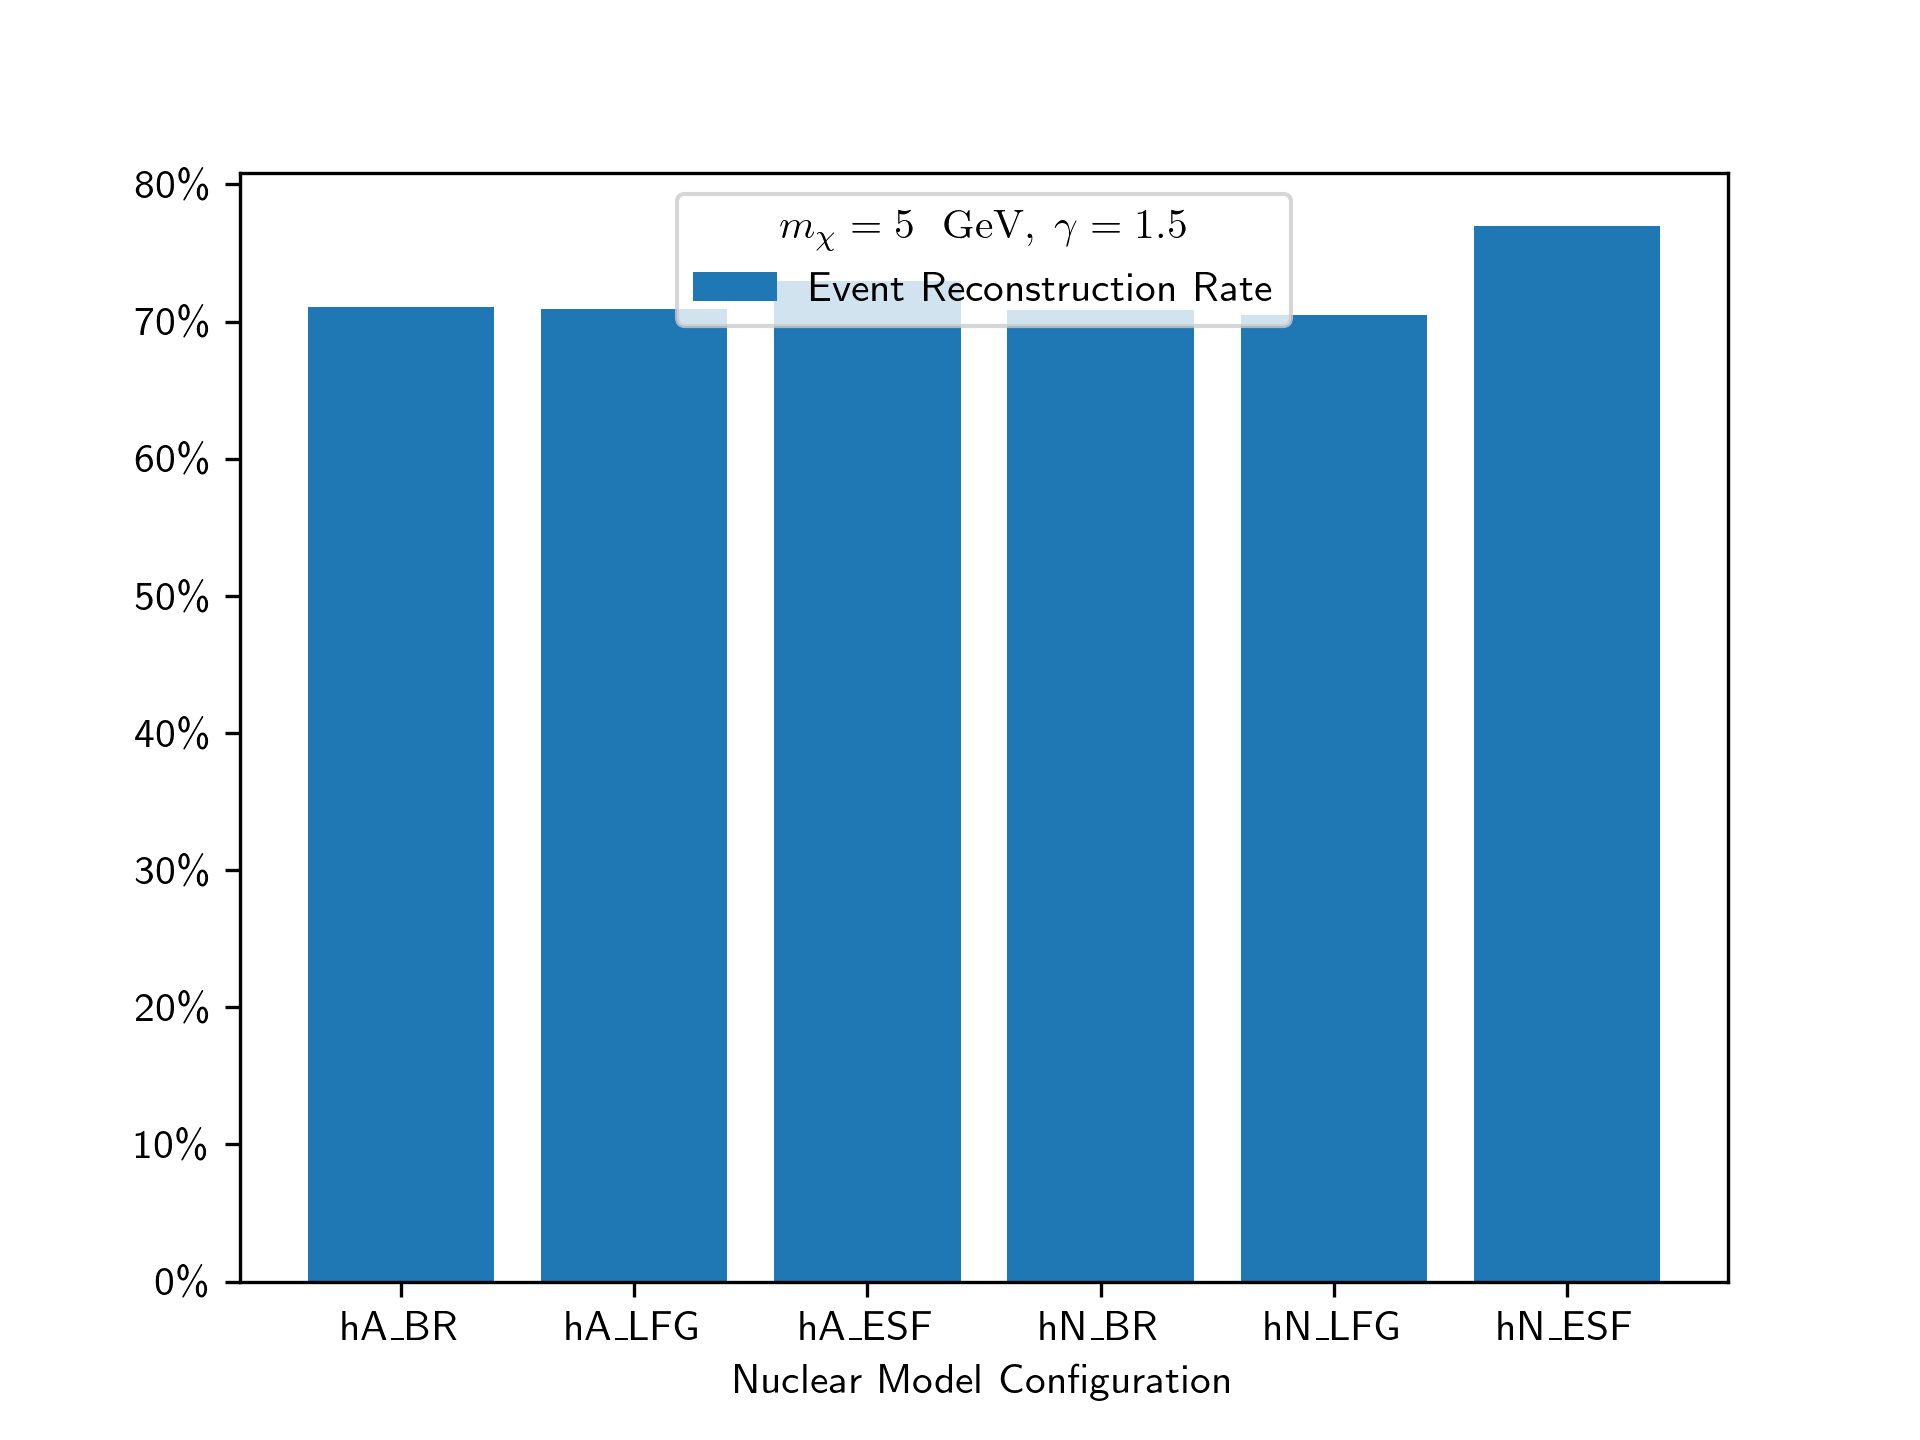 80%
70%
60%
50%
40%
30%
20%
10%
0%
m_χ = 5 GeV, γ = 1.5
Event Reconstruction Rate
hA_BR hA_LFG hA_ESF hN_BR hN_LFG hN_ESF
Nuclear Model Configuration